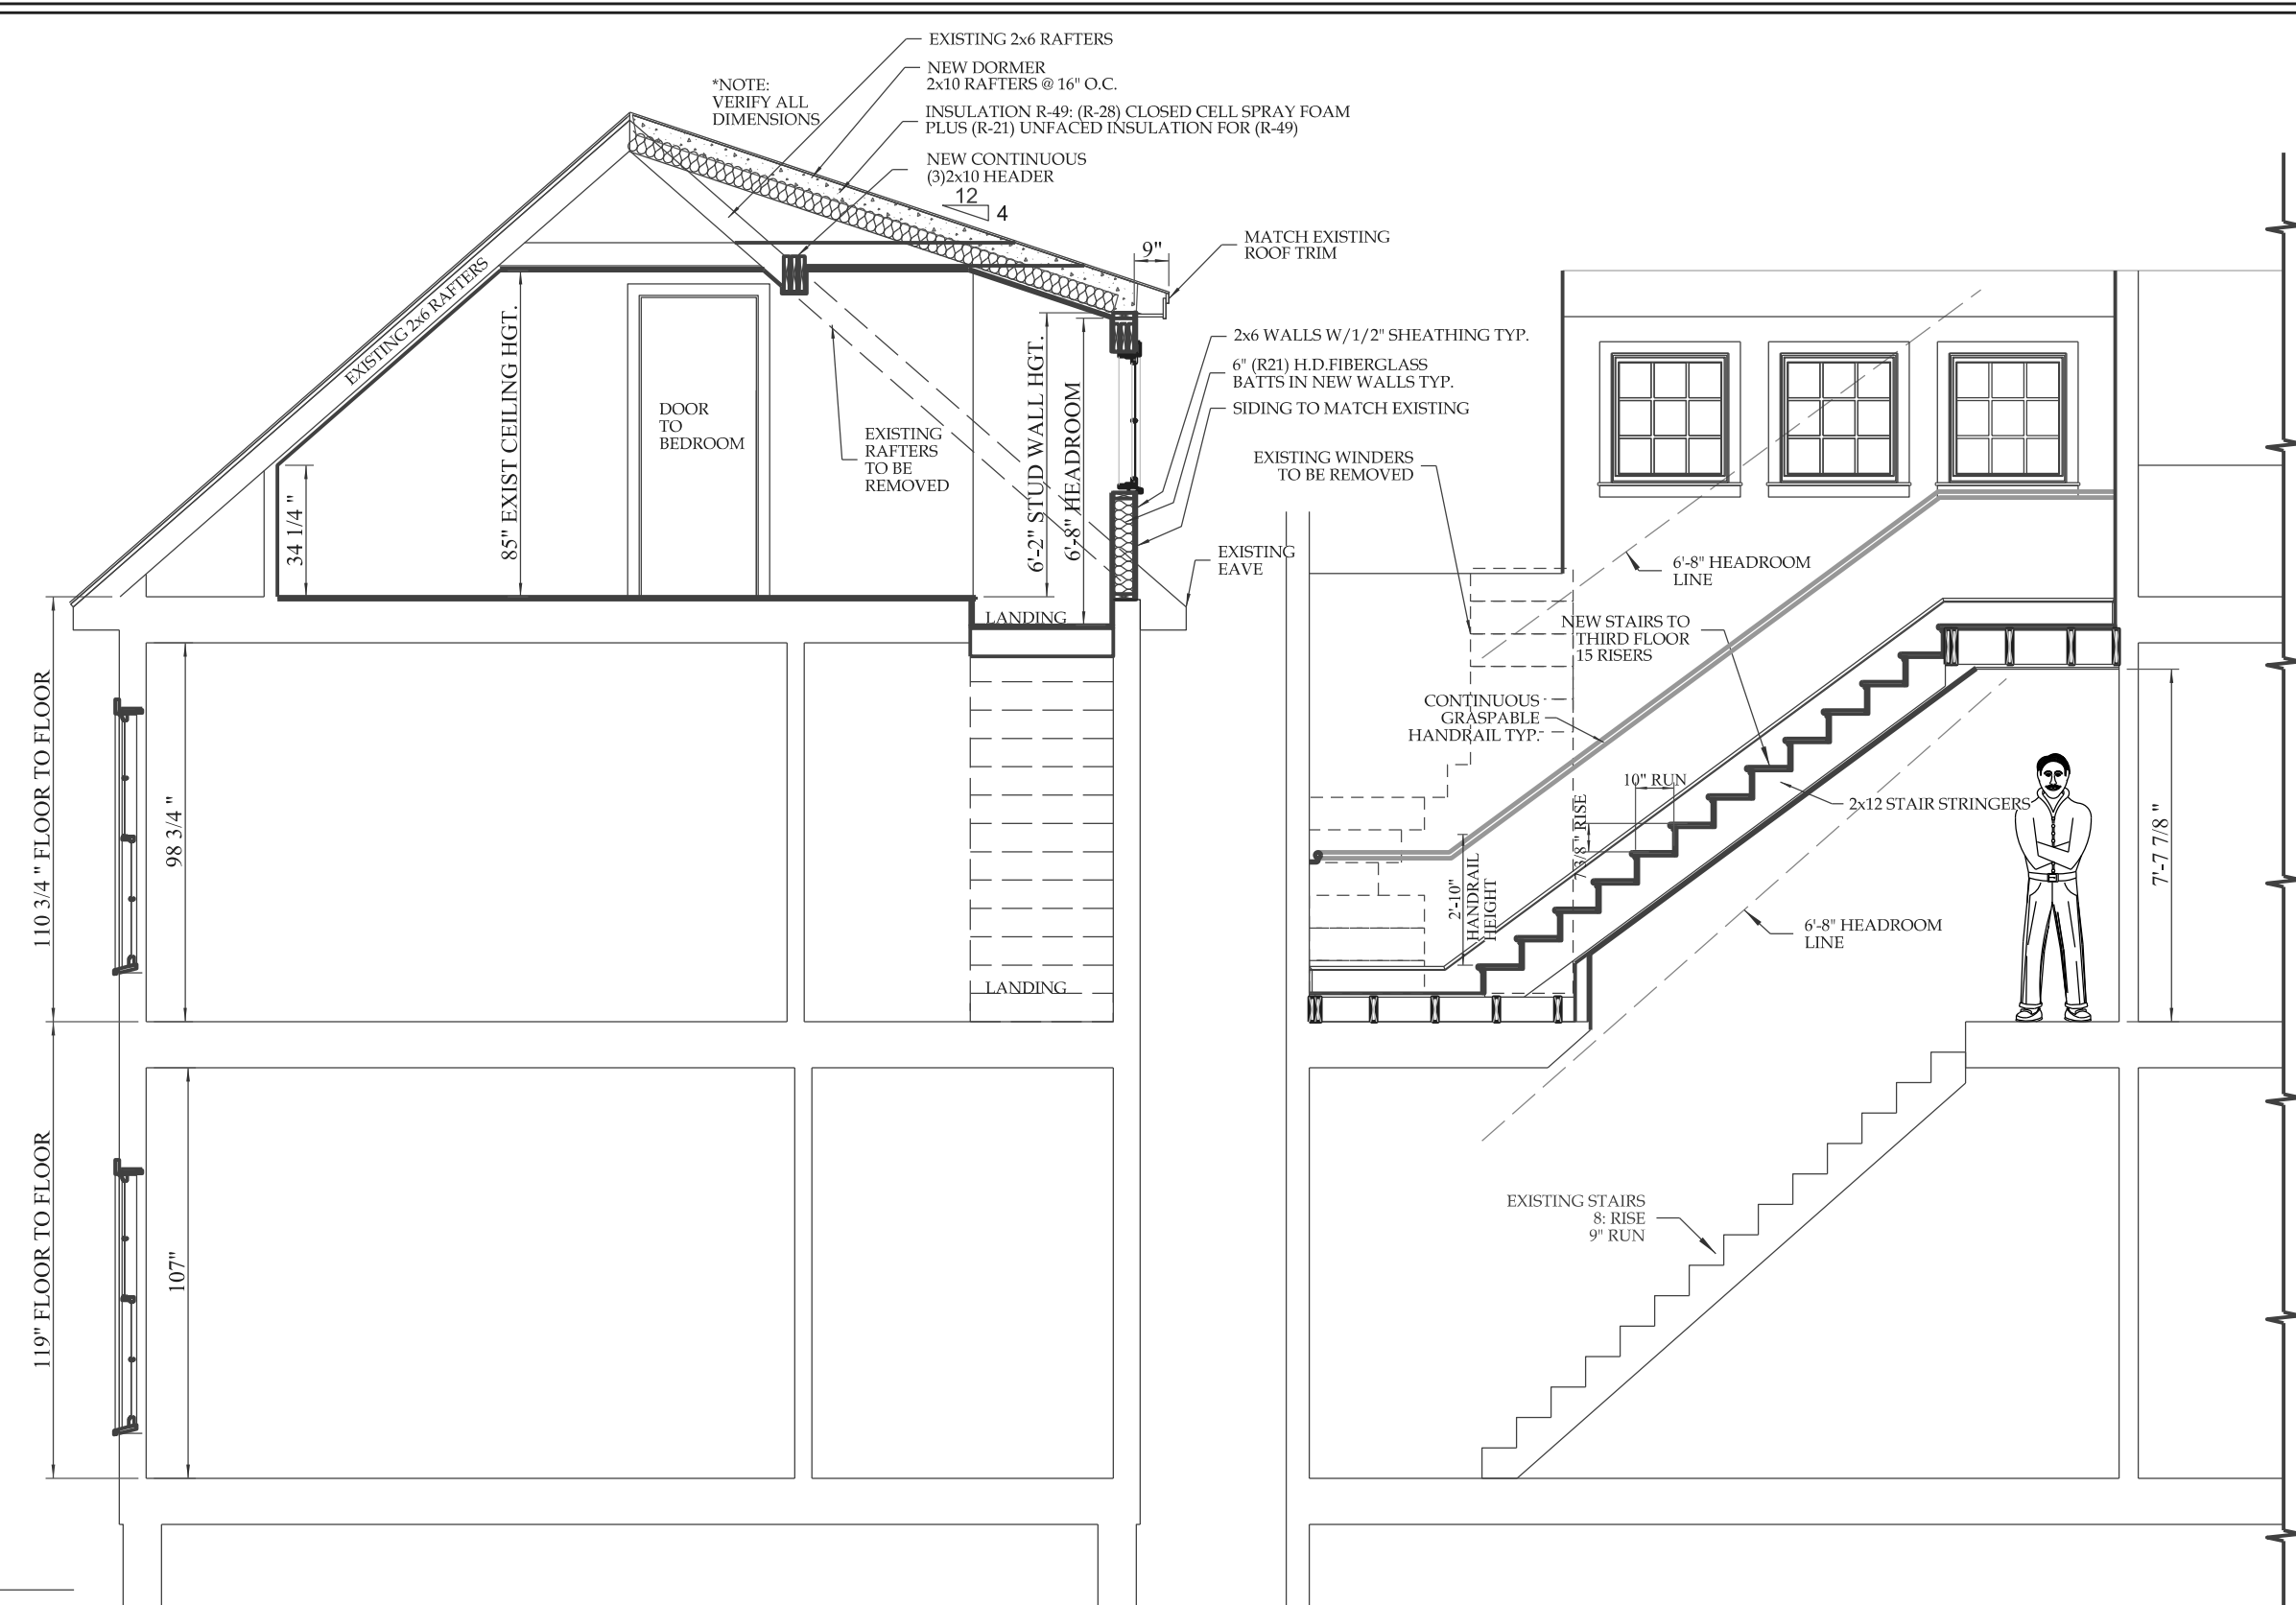 EXISTING 2x6 RAFTERS
NEW DORMER
2x10 RAFTERS @ 16" O.C.
*NOTE:
VERIFY ALL
DIMENSIONS
INSULATION R-49: (R-28) CLOSED CELL SPRAY FOAM
PLUS (R-21) UNFACED INSULATION FOR (R-49)
NEW CONTINUOUS
(3)2x10 HEADER
12
4
9"
MATCH EXISTING
ROOF TRIM
EXISTING 2x6 RAFTERS
85" EXIST CEILING HGT.
34 1/4 "
DOOR
TO
BEDROOM
EXISTING
RAFTERS
TO BE
REMOVED
6'-2" STUD WALL HGT.
6'-8" HEADROOM
2x6 WALLS W/1/2" SHEATHING TYP.
6" (R21) H.D.FIBERGLASS
BATTS IN NEW WALLS TYP.
SIDING TO MATCH EXISTING
EXISTING WINDERS
TO BE REMOVED
EXISTING
EAVE
LANDING
6'-8" HEADROOM
LINE
NEW STAIRS TO
THIRD FLOOR
15 RISERS
CONTINUOUS
GRASPABLE
HANDRAIL TYP.
10" RUN
7 3/8 " RISE
2x12 STAIR STRINGERS
2'-10"
HANDRAIL
HEIGHT
6'-8" HEADROOM
LINE
7'-7 7/8 "
110 3/4 " FLOOR TO FLOOR
98 3/4 "
LANDING
119" FLOOR TO FLOOR
107"
EXISTING STAIRS
8: RISE
9" RUN